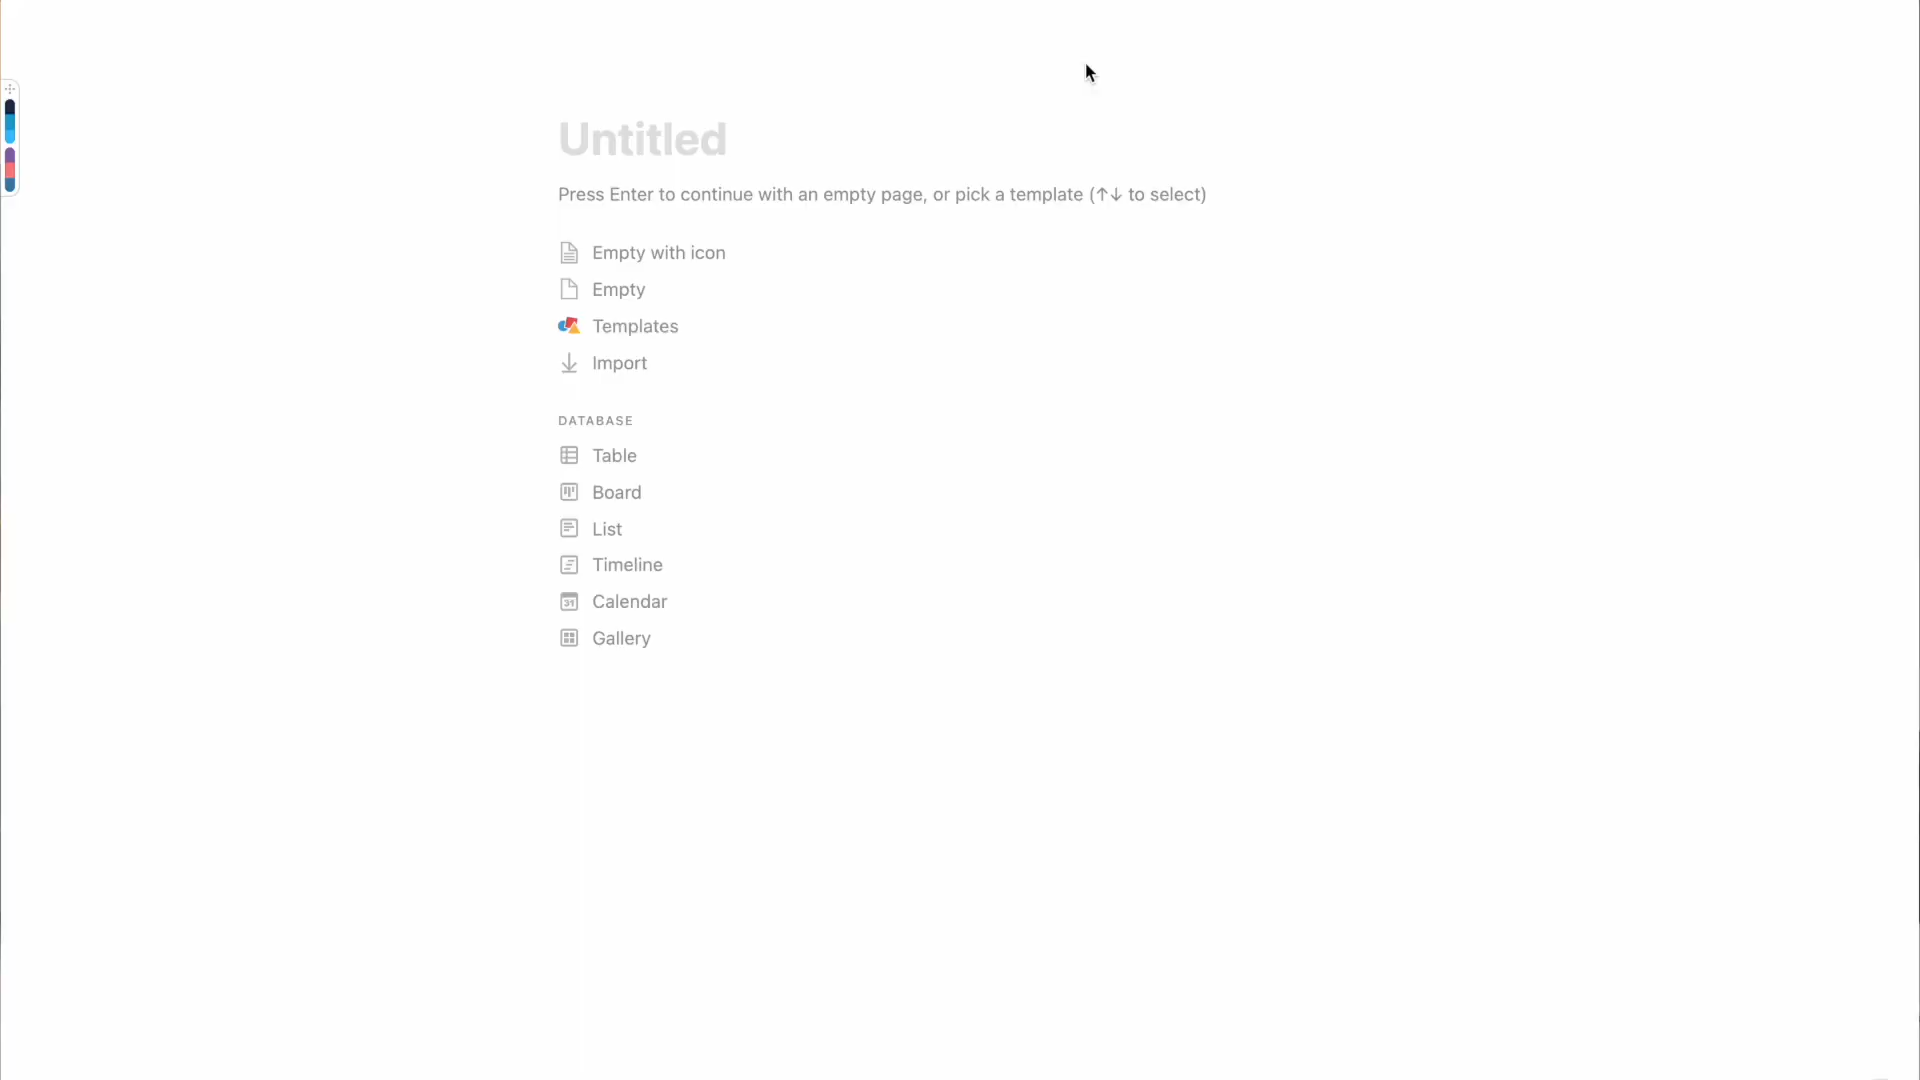 Untitled
Press Enter to continue with an empty page, or pick a template (↑↓ to select)
Empty with icon
Empty
Templates
Import
DATABASE
Table
Board
List
Timeline
31 Calendar
Gallery